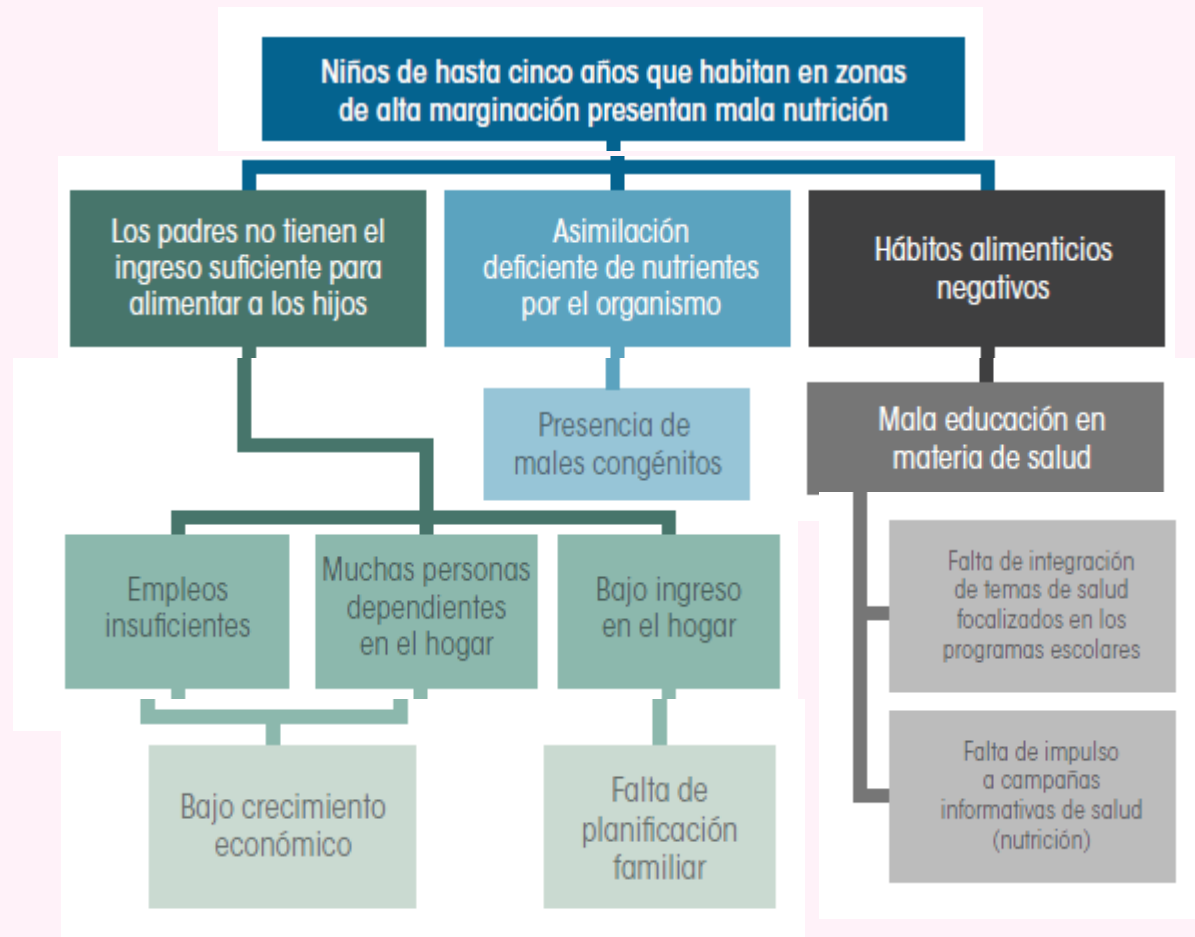 Niños de hasta cinco años que habitan en zonas
de alta marginación presentan mala nutrición
Los padres no tienen el
ingreso suficiente para
alimentar a los hijos
Asimilación
deficiente de nutrientes
por el organismo
Hábitos alimenticios
negativos
Presencia de
males congénitos
Mala educación en
materia de salud
Empleos
insuficientes
Muchas personas
dependientes
en el hogar
Bajo ingreso
en el hogar
Falta de integración
de temas de salud
focalizados en los
programas escolares
Bajo crecimiento
económico
Falta de
planificación
familiar
Falta de impulso
a campañas
informativas de salud
(nutrición)